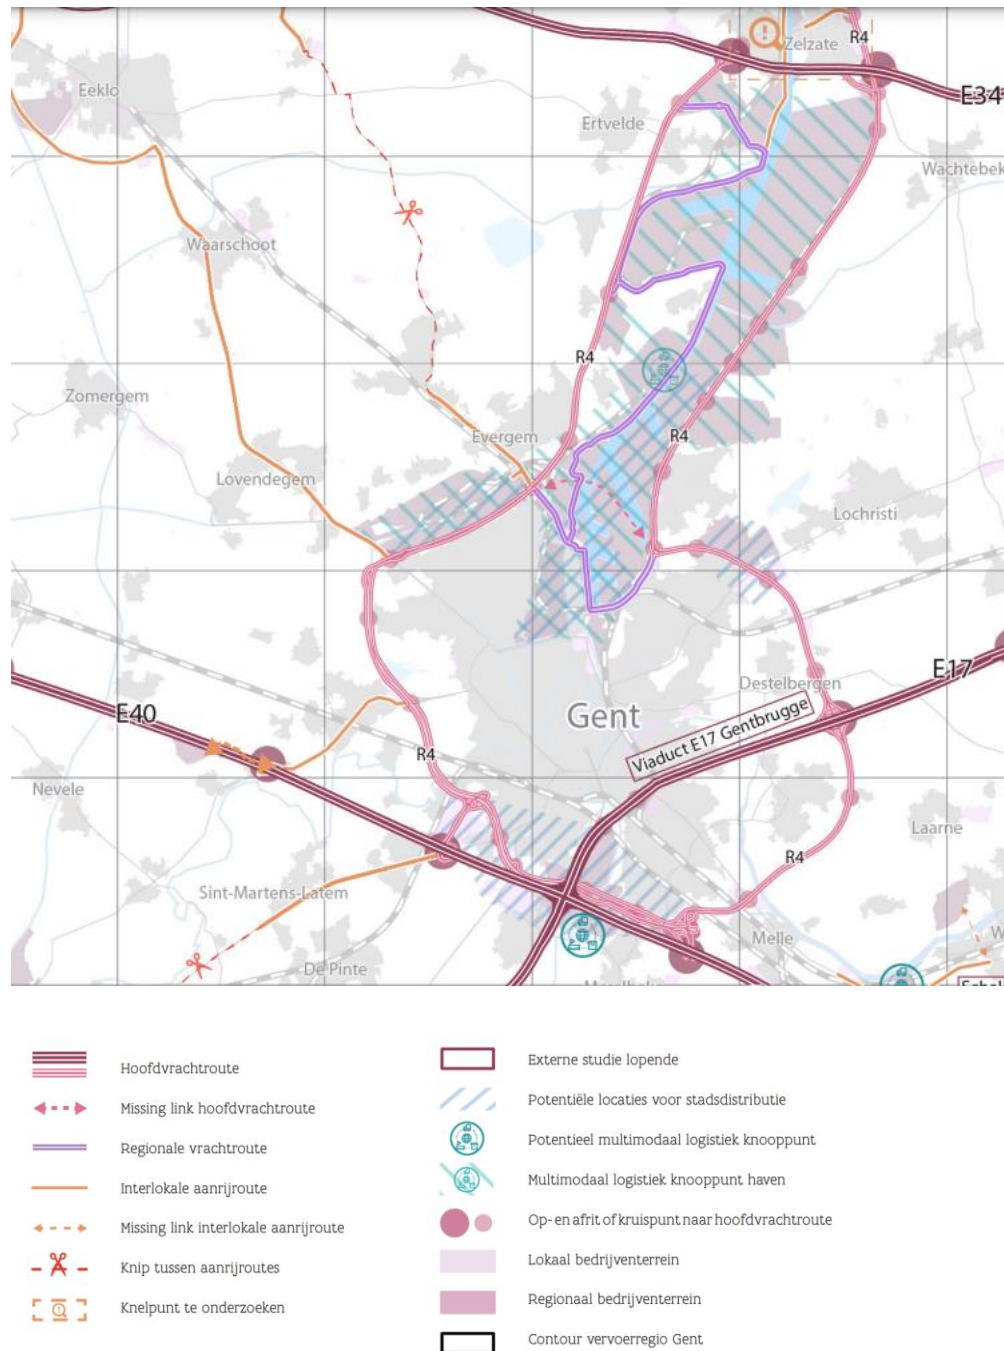 Zelzate
R4
Eeklo
E34
Ertvelde
Waarschoot
R4
Zomergem
Evergem
R4
Lovendegem
Lochristi
E17
Destelbergen
E40
Gent
Viaduct E17 Gentbrugge
R4
Nevele
Laarne
R4
Sint-Martens-Latem
Melle
De Pinte
Hoofdvrachtroute
Missing link hoofdvrachtroute
Regionale vrachtroute
Interlokale aanrijroute
Missing link interlokale aanrijroute
Knip tussen aanrijroutes
Knelpunt te onderzoeken
Externe studie lopende
Potentiële locaties voor stadsdistributie
Potentieel multimodaal logistiek knooppunt
Multimodaal logistiek knooppunt haven
Op- en afrit of kruispunt naar hoofdvrachtroute
Lokaal bedrijventerrein
Regionaal bedrijventerrein
Contour vervoerregio Gent